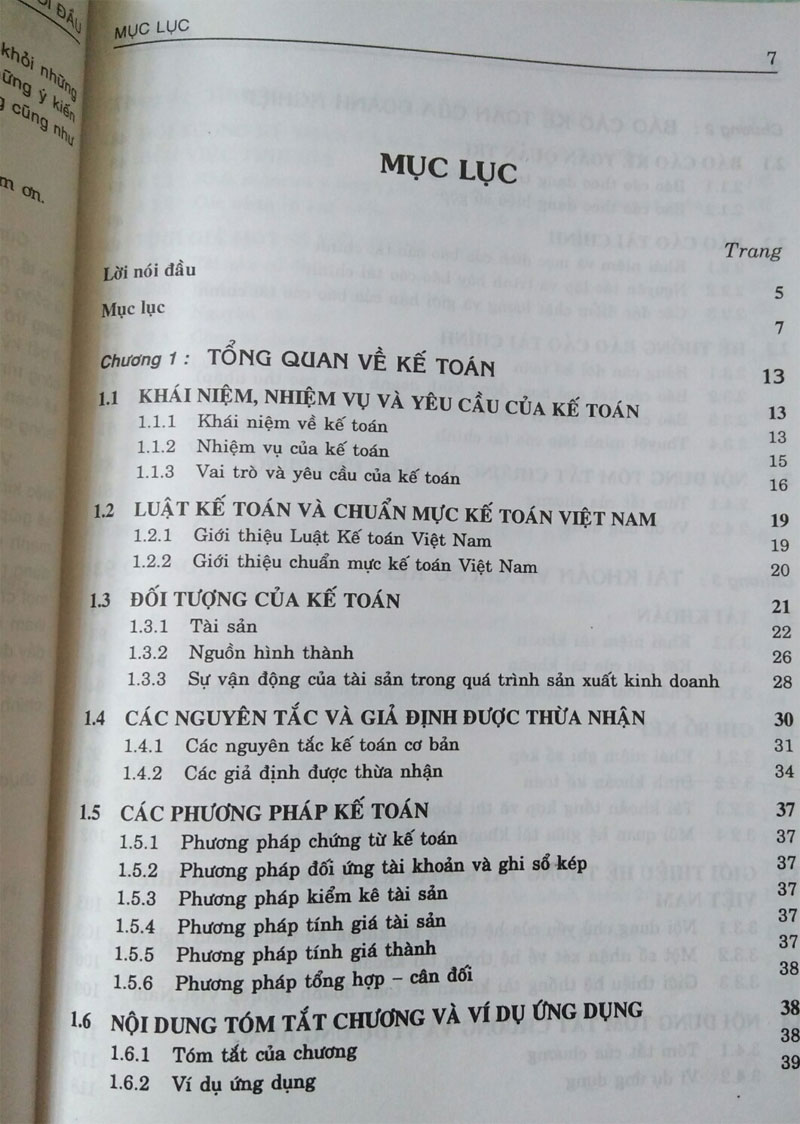 ĐẦU
khỏi những
ững ý kiến
g cũng như
m ơn.
MỤC LỤC
7
MỤC LỤC
Trang
Lời nói đầu 5
Mục lục 7
Chương 1 : TỔNG QUAN VỀ KẾ TOÁN 13
1.1 KHÁI NIỆM, NHIỆM VỤ VÀ YÊU CẦU CỦA KẾ TOÁN 13
1.1.1 Khái niệm về kế toán 13
1.1.2 Nhiệm vụ của kế toán 15
1.1.3 Vai trò và yêu cầu của kế toán 16
1.2 LUẬT KẾ TOÁN VÀ CHUẨN MỰC KẾ TOÁN VIỆT NAM 19
1.2.1 Giới thiệu Luật Kế toán Việt Nam 19
1.2.2 Giới thiệu chuẩn mực kế toán Việt Nam 20
1.3 ĐỐI TƯỢNG CỦA KẾ TOÁN 21
1.3.1 Tài sản 22
1.3.2 Nguồn hình thành 26
1.3.3 Sự vận động của tài sản trong quá trình sản xuất kinh doanh 28
1.4 CÁC NGUYÊN TẮC VÀ GIẢ ĐỊNH ĐƯỢC THỪA NHẬN 30
1.4.1 Các nguyên tắc kế toán cơ bản 31
1.4.2 Các giả định được thừa nhận 34
1.5 CÁC PHƯƠNG PHÁP KẾ TOÁN 37
1.5.1 Phương pháp chứng từ kế toán 37
1.5.2 Phương pháp đối ứng tài khoản và ghi sổ kép 37
1.5.3 Phương pháp kiểm kê tài sản 37
1.5.4 Phương pháp tính giá tài sản 37
1.5.5 Phương pháp tính giá thành 37
1.5.6 Phương pháp tổng hợp – cân đối 38
1.6 NỘI DUNG TÓM TẮT CHƯƠNG VÀ VÍ DỤ ỨNG DỤNG 38
1.6.1 Tóm tắt của chương 38
1.6.2 Ví dụ ứng dụng 39